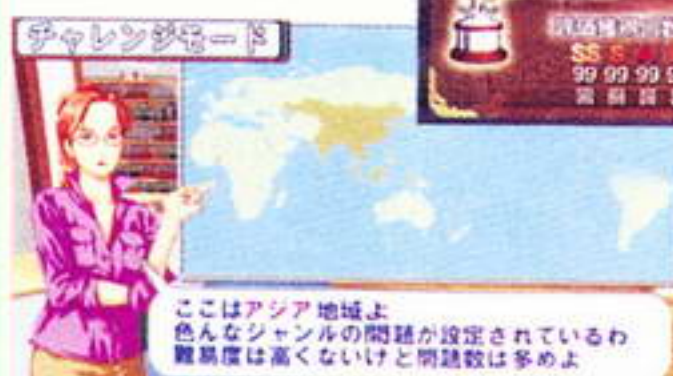 チャレンジモード
SS S
99 99 99
ここはアジア地域よ
色んなジャンルの問題が設定されているわ
難易度は高くないけど問題数は多めよ